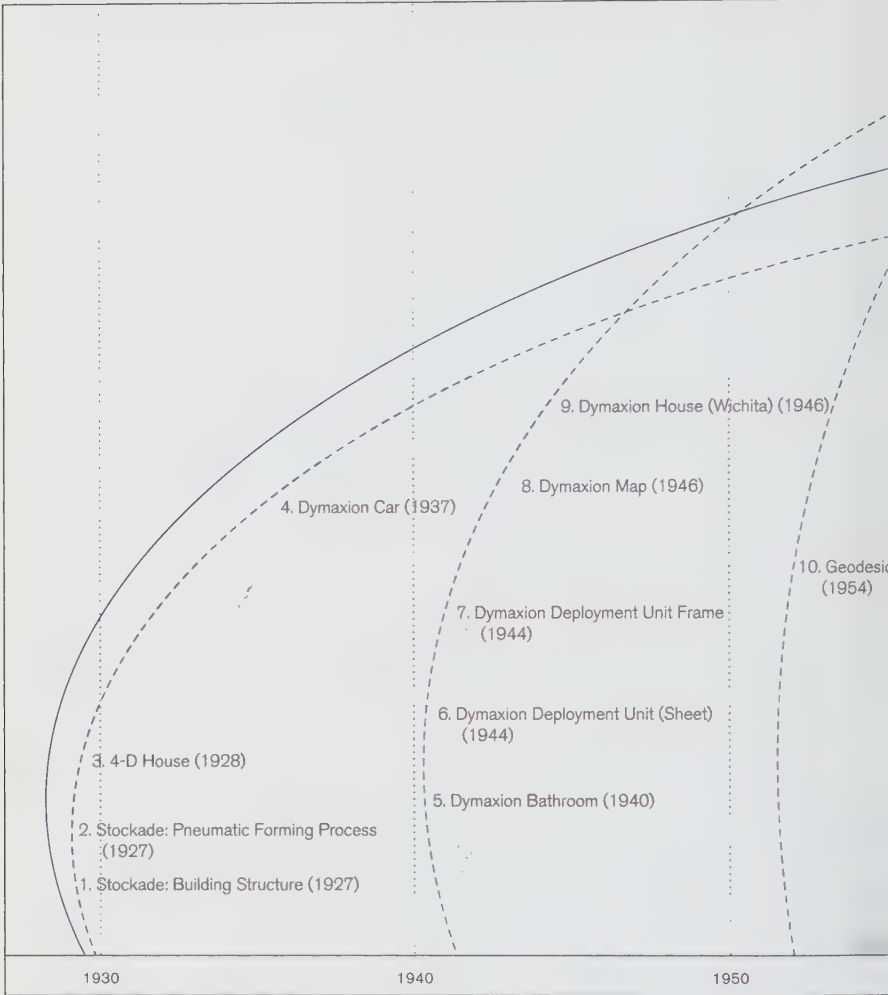 9. Dymaxion House (Wichita) (1946)
8. Dymaxion Map (1946)
4. Dymaxion Car (1937)
10. Geodesic
(1954)
7. Dymaxion Deployment Unit Frame
(1944)
6. Dymaxion Deployment Unit (Sheet)
(1944)
3. 4-D House (1928)
5. Dymaxion Bathroom (1940)
2. Stockade: Pneumatic Forming Process
(1927)
1. Stockade: Building Structure (1927)
1930
1940
1950